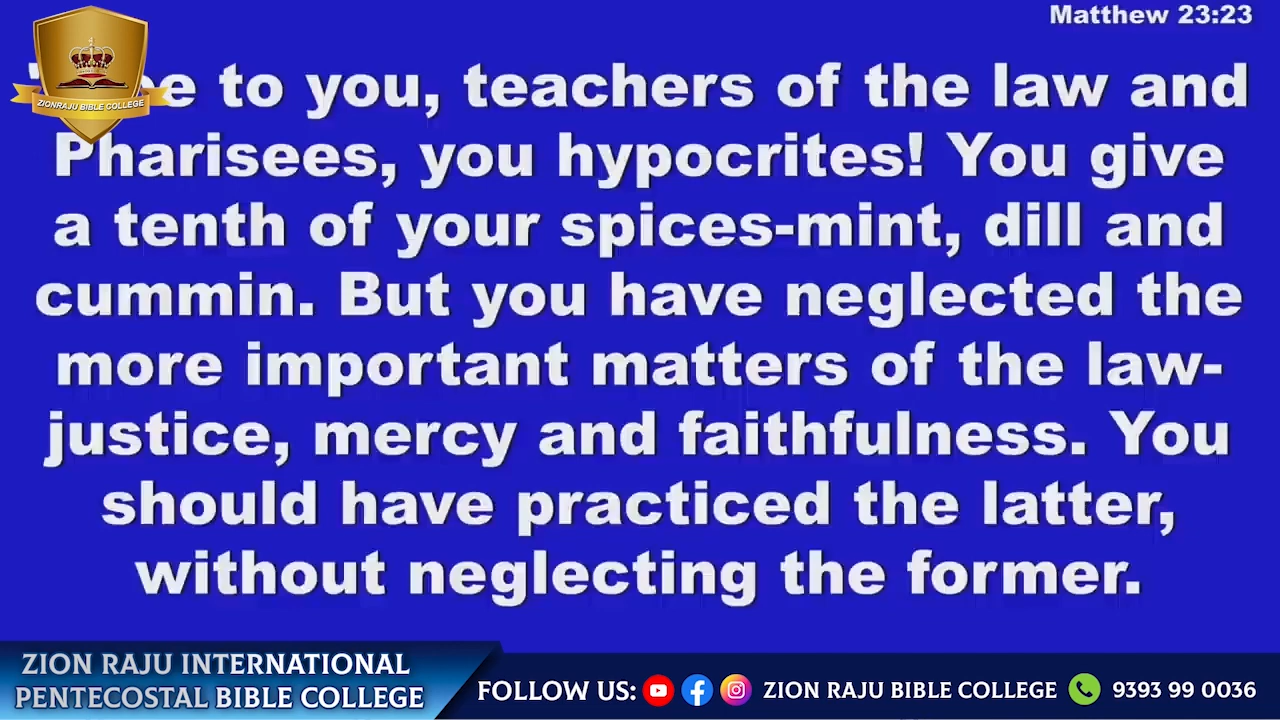 Matthew 23:23
to you, teachers of the law and
Pharisees, you hypocrites! You give
a tenth of your spices-mint, dill and
cummin. But you have neglected the
more important matters of the law-
justice, mercy and faithfulness. You
should have practiced the latter,
without neglecting the former.
ZIONRAJU BIBLE COLLEGE
ZION RAJU INTERNATIONAL
PENTECOSTAL BIBLE COLLEGE
FOLLOW US: ZION RAJU BIBLE COLLEGE 9393 99 0036